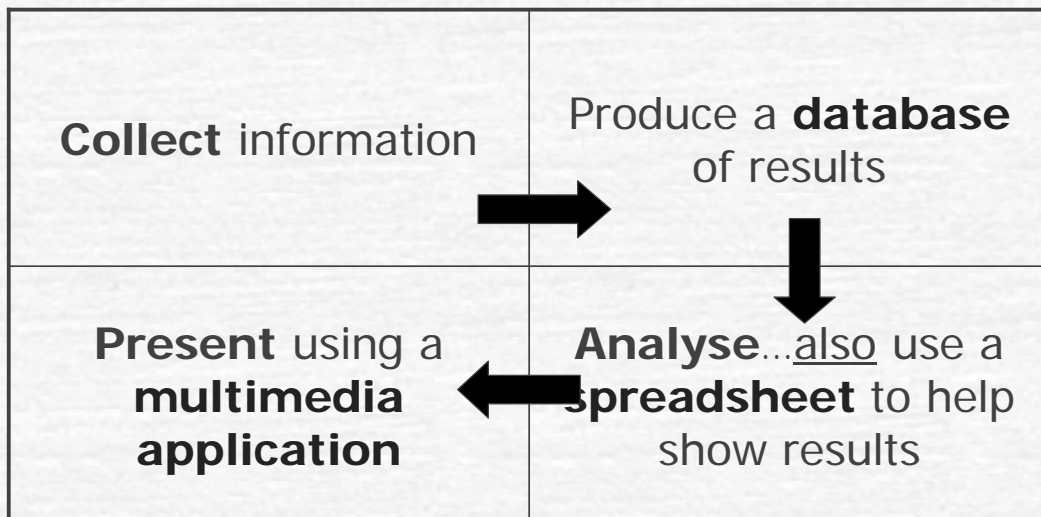 Collect information
Produce a database
of results
Present using a
multimedia
application
Analyse...also use a
spreadsheet to help
show results